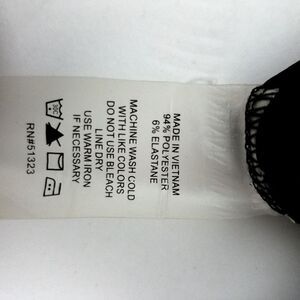 MADE IN VIETNAM
94% POLYESTER
6% ELASTANE
MACHINE WASH COLD
WITH LIKE COLORS
DO NOT USE BLEACH
LINE DRY
USE WARM IRON
IF NECESSARY
RN#51323